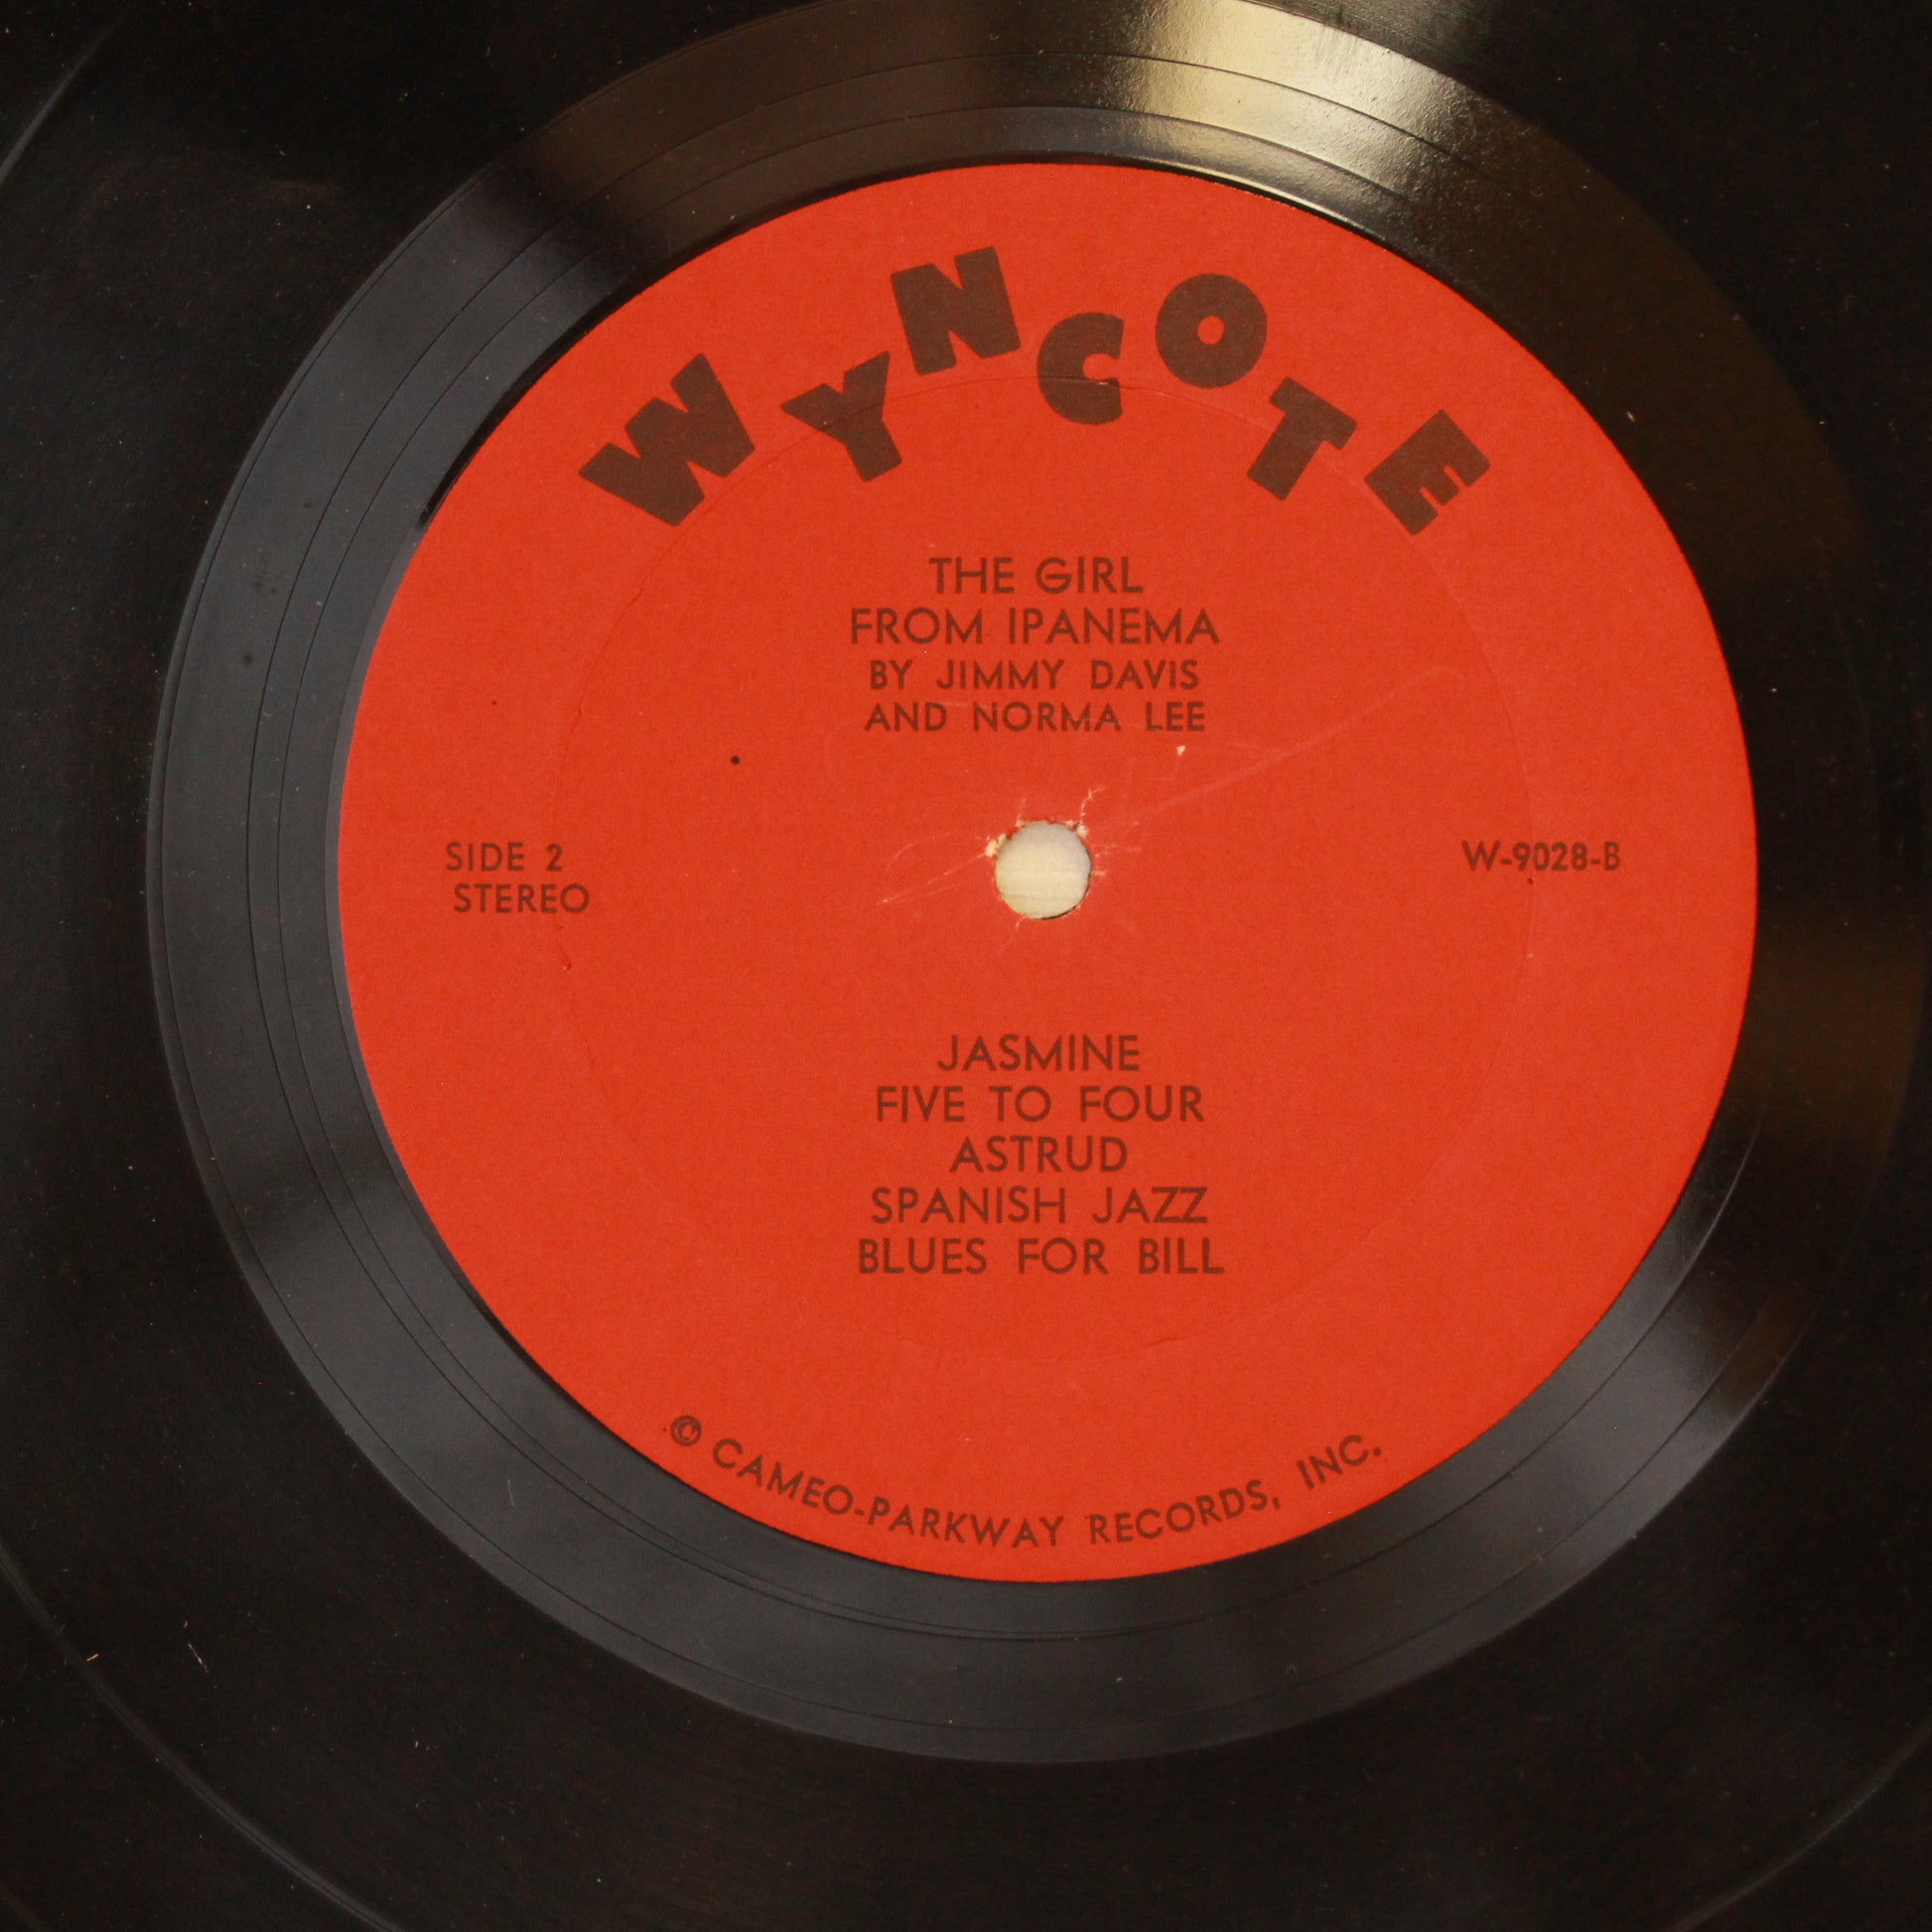 WYNCOTE
THE GIRL
FROM IPANEMA
BY JIMMY DAVIS
AND NORMA LEE
SIDE 2
STEREO
W-9028-B
JASMINE
FIVE TO FOUR
ASTRUD
SPANISH JAZZ
BLUES FOR BILL
© CAMEO-PARKWAY RECORDS, INC.